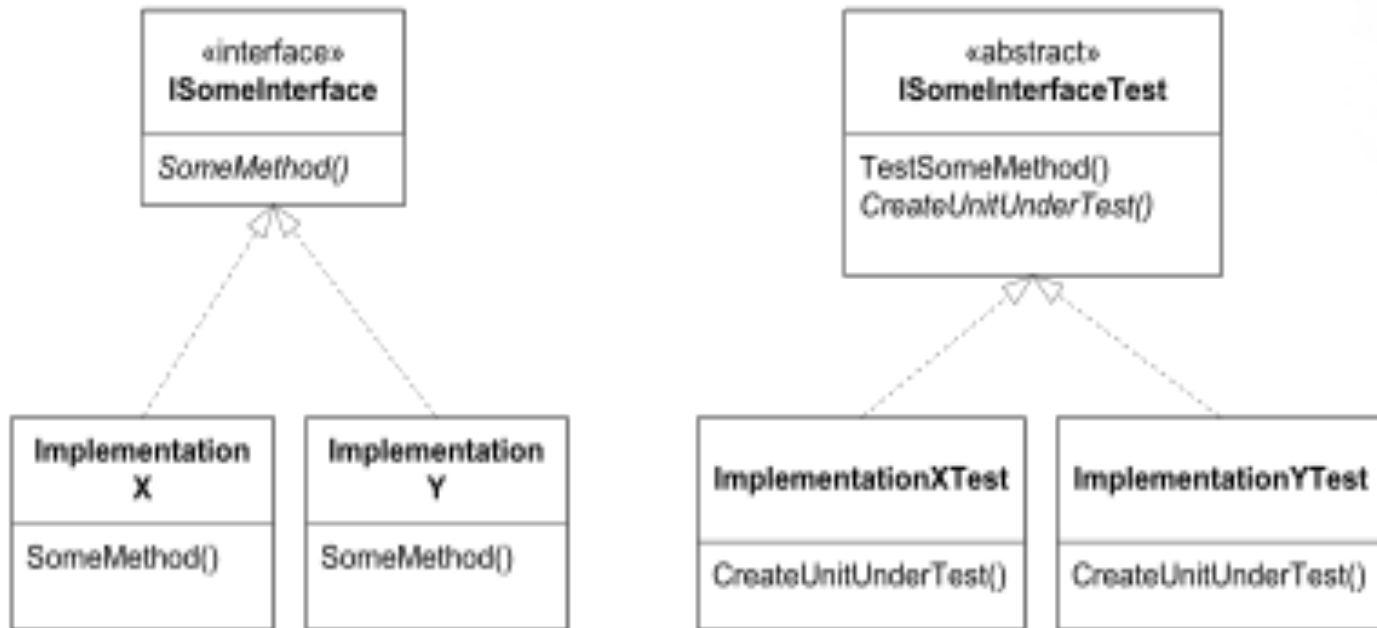 «interface»
ISomeInterface
SomeMethod()
«abstract»
ISomeInterfaceTest
TestSomeMethod()
CreateUnitUnderTest()
Implementation
X
SomeMethod()
Implementation
Y
SomeMethod()
ImplementationXTest
CreateUnitUnderTest()
ImplementationYTest
CreateUnitUnderTest()